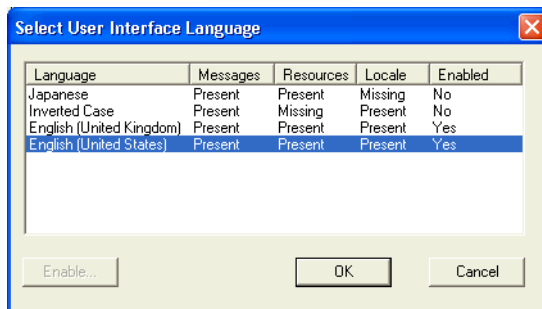 Select User Interface Language
Language Messages Resources Locale Enabled
Japanese Present Present Missing No
Inverted Case Present Missing Present No
English (United Kingdom) Present Present Present Yes
English (United States) Present Present Present Yes
Enable... OK Cancel